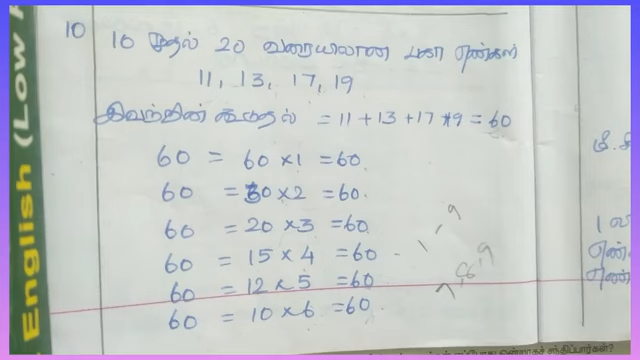 English (Low
10
10 முதல் 20 வரையிலான பகா எண்கள்
11, 13, 17, 19
இவற்றின் கூடுதல் = 11 + 13 + 17 + 19 = 60
60 = 60 × 1 = 60
60 = 30 × 2 = 60.
60 = 20 × 3 = 60
60 = 15 × 4 = 60
60 = 12 × 5 = 60
60 = 10 × 6 = 60.
1